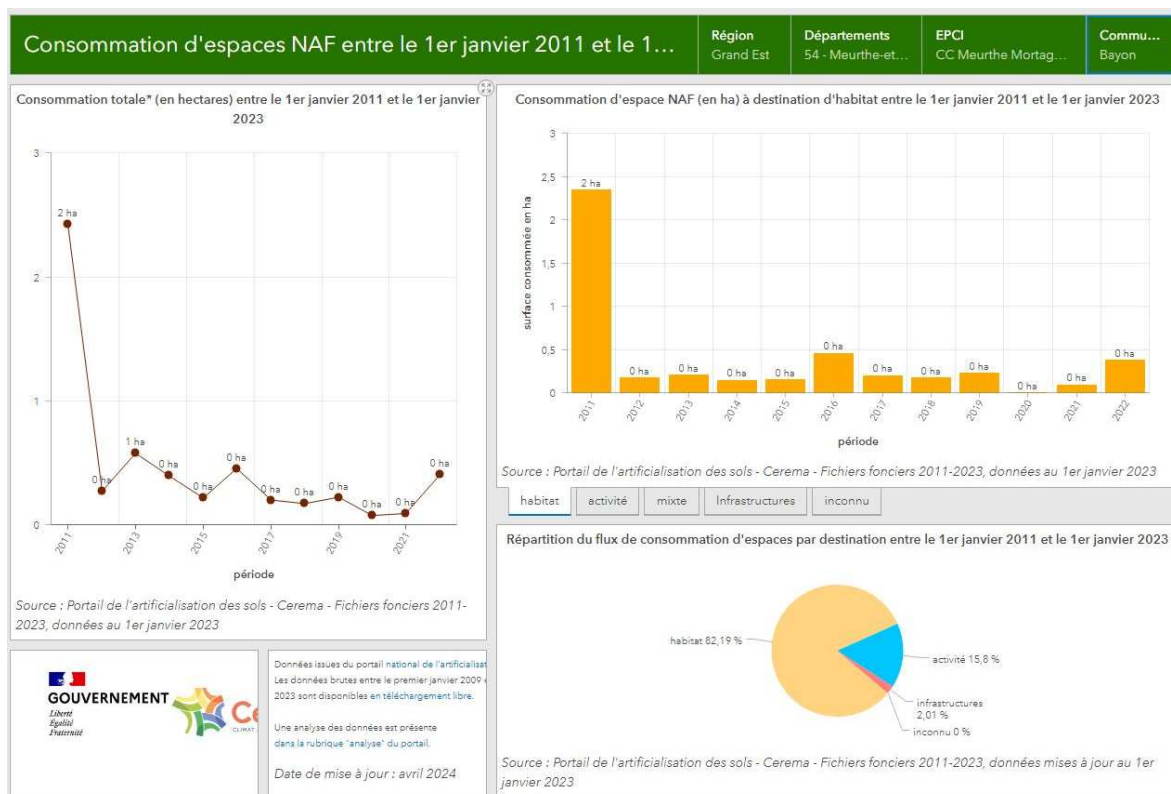 Consommation d'espaces NAF entre le 1er janvier 2011 et le 1...
Région
Grand Est
Départements
54 - Meurthe-et...
EPCI
CC Meurthe Mortag...
Commu...
Bayon
Consommation totale* (en hectares) entre le 1er janvier 2011 et le 1er janvier
2023
3
2
1
0
2 ha
0 ha
1 ha
0 ha
0 ha
0 ha
0 ha
0 ha
0 ha
0 ha
0 ha
0 ha
2011
2013
2015
2017
2019
2021
période
Source : Portail de l'artificialisation des sols - Cerema - Fichiers fonciers 2011-
2023, données au 1er janvier 2023
Consommation d'espace NAF (en ha) à destination d'habitat entre le 1er janvier 2011 et le 1er janvier 2023
surface consommée en ha
3
2,5
2
1,5
1
0,5
0
2 ha
0 ha
0 ha
0 ha
0 ha
0 ha
0 ha
0 ha
0 ha
0 ha
0 ha
0 ha
2011
2012
2013
2014
2015
2016
2017
2018
2019
2020
2021
2022
période
Source : Portail de l'artificialisation des sols - Cerema - Fichiers fonciers 2011-2023, données au 1er janvier 2023
habitat
activité
mixte
Infrastructures
inconnu
Répartition du flux de consommation d'espaces par destination entre le 1er janvier 2011 et le 1er janvier 2023
habitat 82,19 %
activité 15,8 %
infrastructures
2,01 %
inconnu 0 %
Source : Portail de l'artificialisation des sols - Cerema - Fichiers fonciers 2011-2023, données mises à jour au 1er
janvier 2023
GOUVERNEMENT
Liberté
Égalité
Fraternité
Ce
CLIMAT
Données issues du portail national de l'artificialisat
Les données brutes entre le premier janvier 2009 e
2023 sont disponibles en téléchargement libre.
Une analyse des données est présente
dans la rubrique "analyse" du portail.
Date de mise à jour : avril 2024